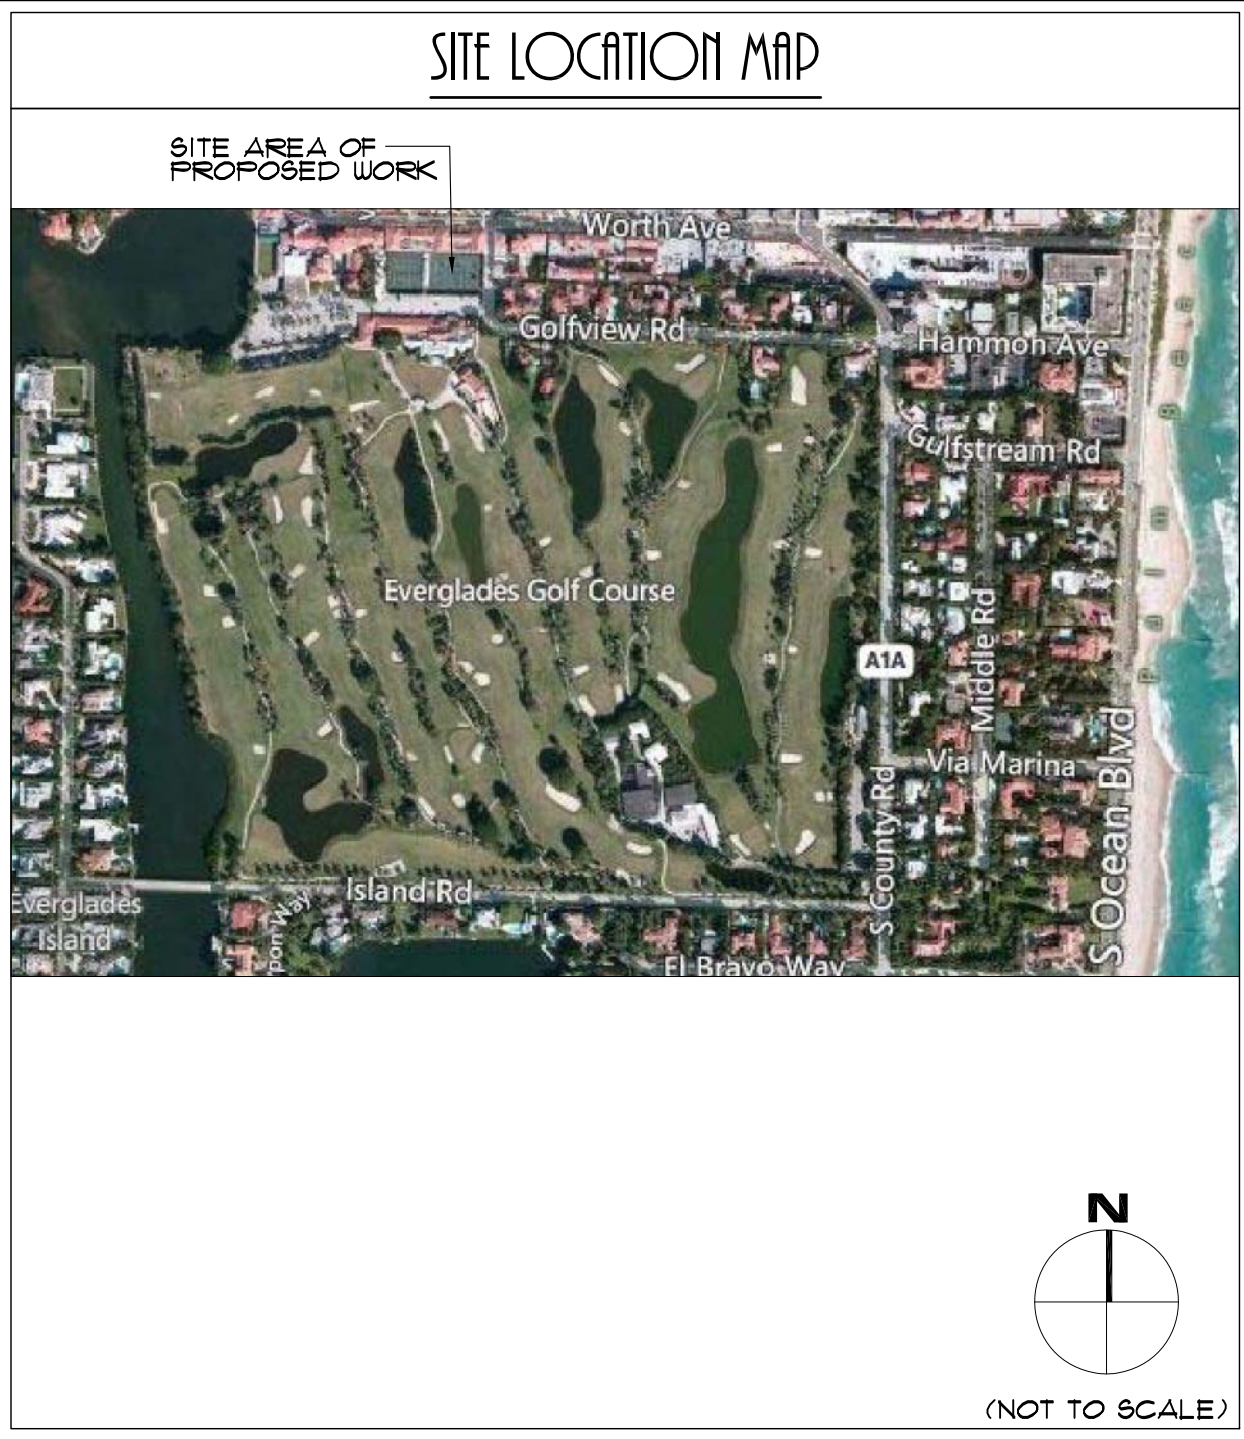 SITE LOCATION MAP
SITE AREA OF
PROPOSED WORK
Worth Ave
Golfview Rd
Hammon Ave
Gulfstream Rd
Everglades Golf Course
A1A
Middle Rd
Via Marina
S County Rd
S Ocean Blvd
Island Rd
Everglades
Island
pon Way
El Bravo Way
N
(NOT TO SCALE)